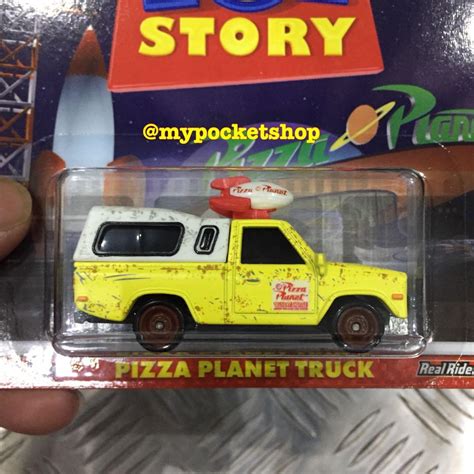 STORY
@mypocketshop
Pizza Planet
Pizza Planet
Pizza
Planet
PIZZA PLANET TRUCK
Real Riders